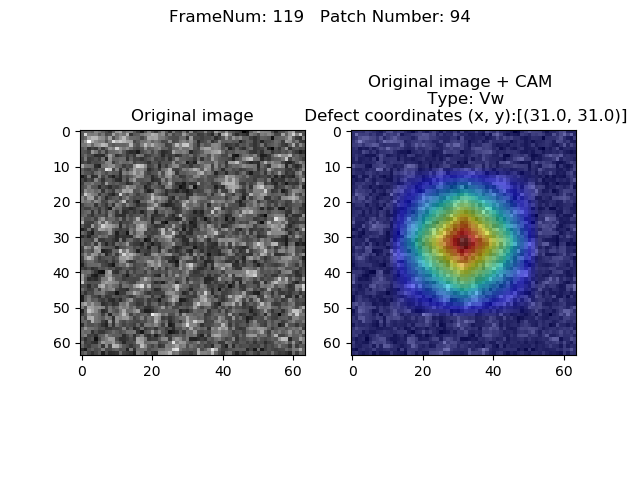 FrameNum: 119   Patch Number: 94
Original image
Original image + CAM
Type: Vw
Defect coordinates (x, y):[(31.0, 31.0)]
0
10
20
30
40
50
60
0 20 40 60
0
10
20
30
40
50
60
0 20 40 60